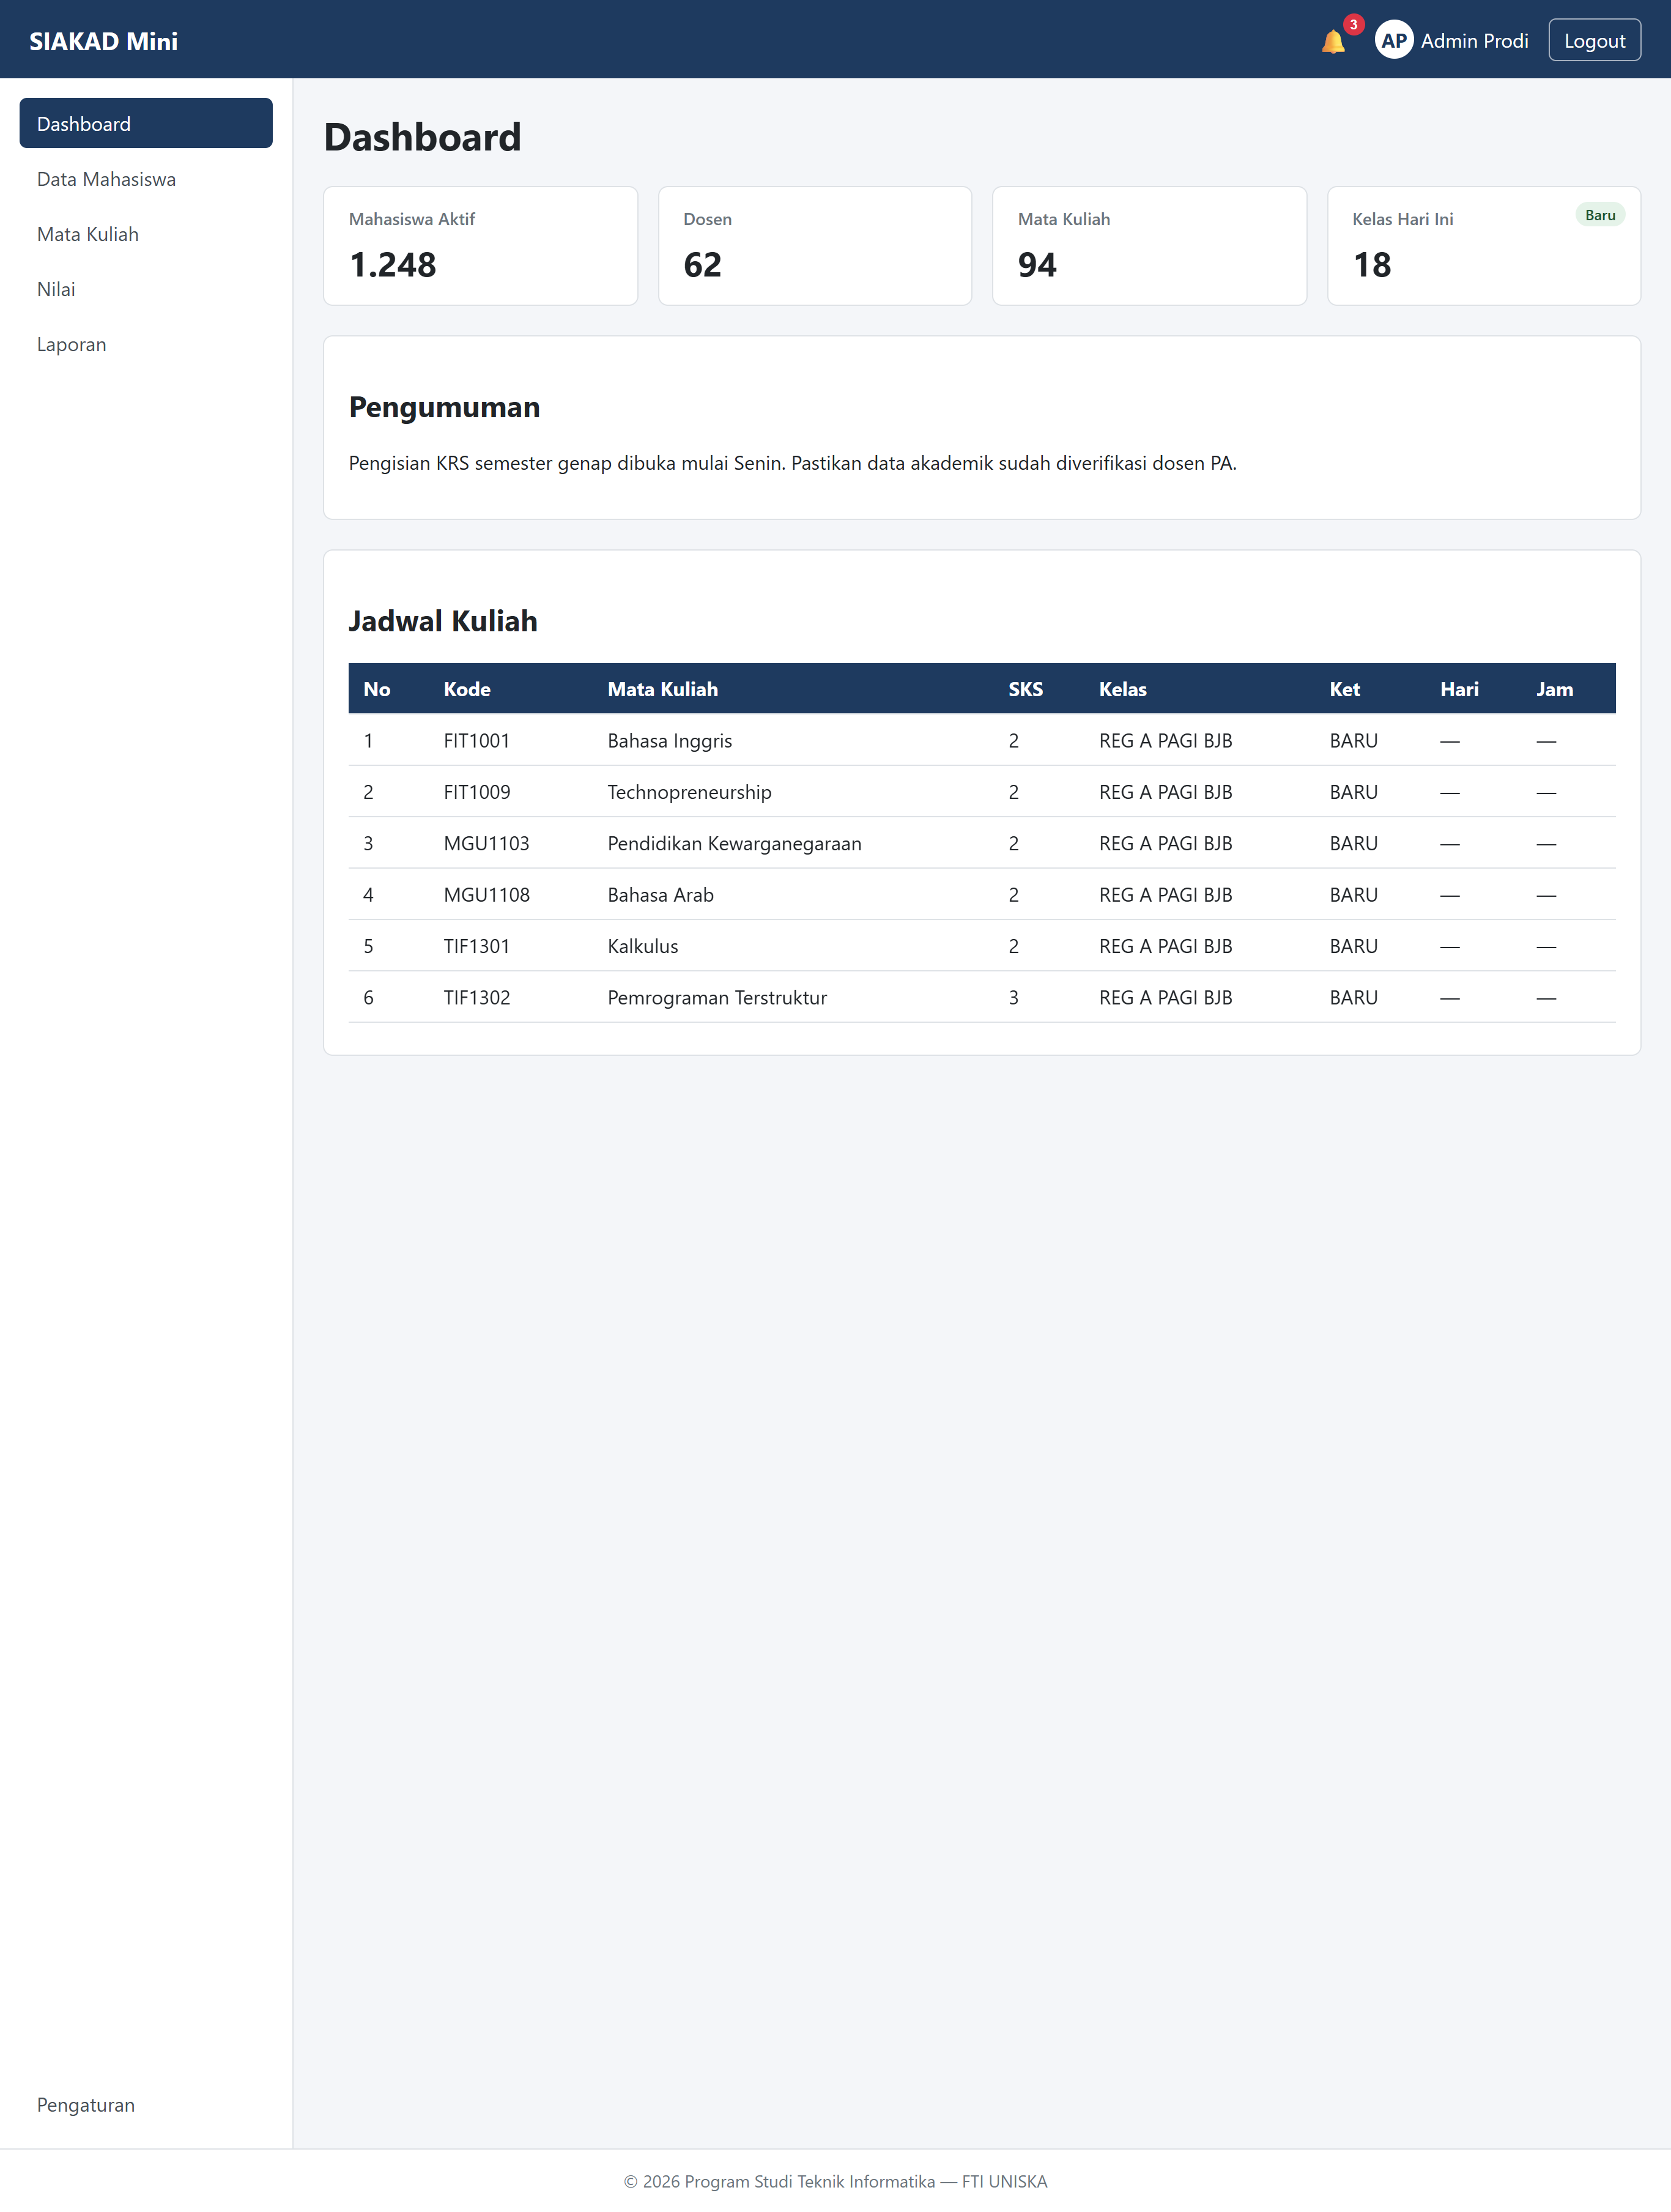 SIAKAD Mini
3
AP Admin Prodi
Logout
Dashboard
Data Mahasiswa
Mata Kuliah
Nilai
Laporan
Pengaturan
Dashboard
Mahasiswa Aktif
1.248
Dosen
62
Mata Kuliah
94
Kelas Hari Ini
Baru
18
Pengumuman
Pengisian KRS semester genap dibuka mulai Senin. Pastikan data akademik sudah diverifikasi dosen PA.
Jadwal Kuliah
No Kode Mata Kuliah SKS Kelas Ket Hari Jam
1 FIT1001 Bahasa Inggris 2 REG A PAGI BJB BARU — —
2 FIT1009 Technopreneurship 2 REG A PAGI BJB BARU — —
3 MGU1103 Pendidikan Kewarganegaraan 2 REG A PAGI BJB BARU — —
4 MGU1108 Bahasa Arab 2 REG A PAGI BJB BARU — —
5 TIF1301 Kalkulus 2 REG A PAGI BJB BARU — —
6 TIF1302 Pemrograman Terstruktur 3 REG A PAGI BJB BARU — —
© 2026 Program Studi Teknik Informatika — FTI UNISKA